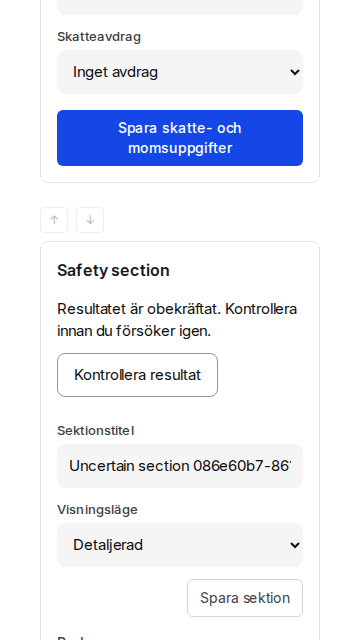 Skatteavdrag
Inget avdrag
Spara skatte- och
momsuppgifter
↑ ↓
Safety section
Resultatet är obekräftat. Kontrollera
innan du försöker igen.
Kontrollera resultat
Sektionstitel
Uncertain section 086e60b7-86
Visningsläge
Detaljerad
Spara sektion